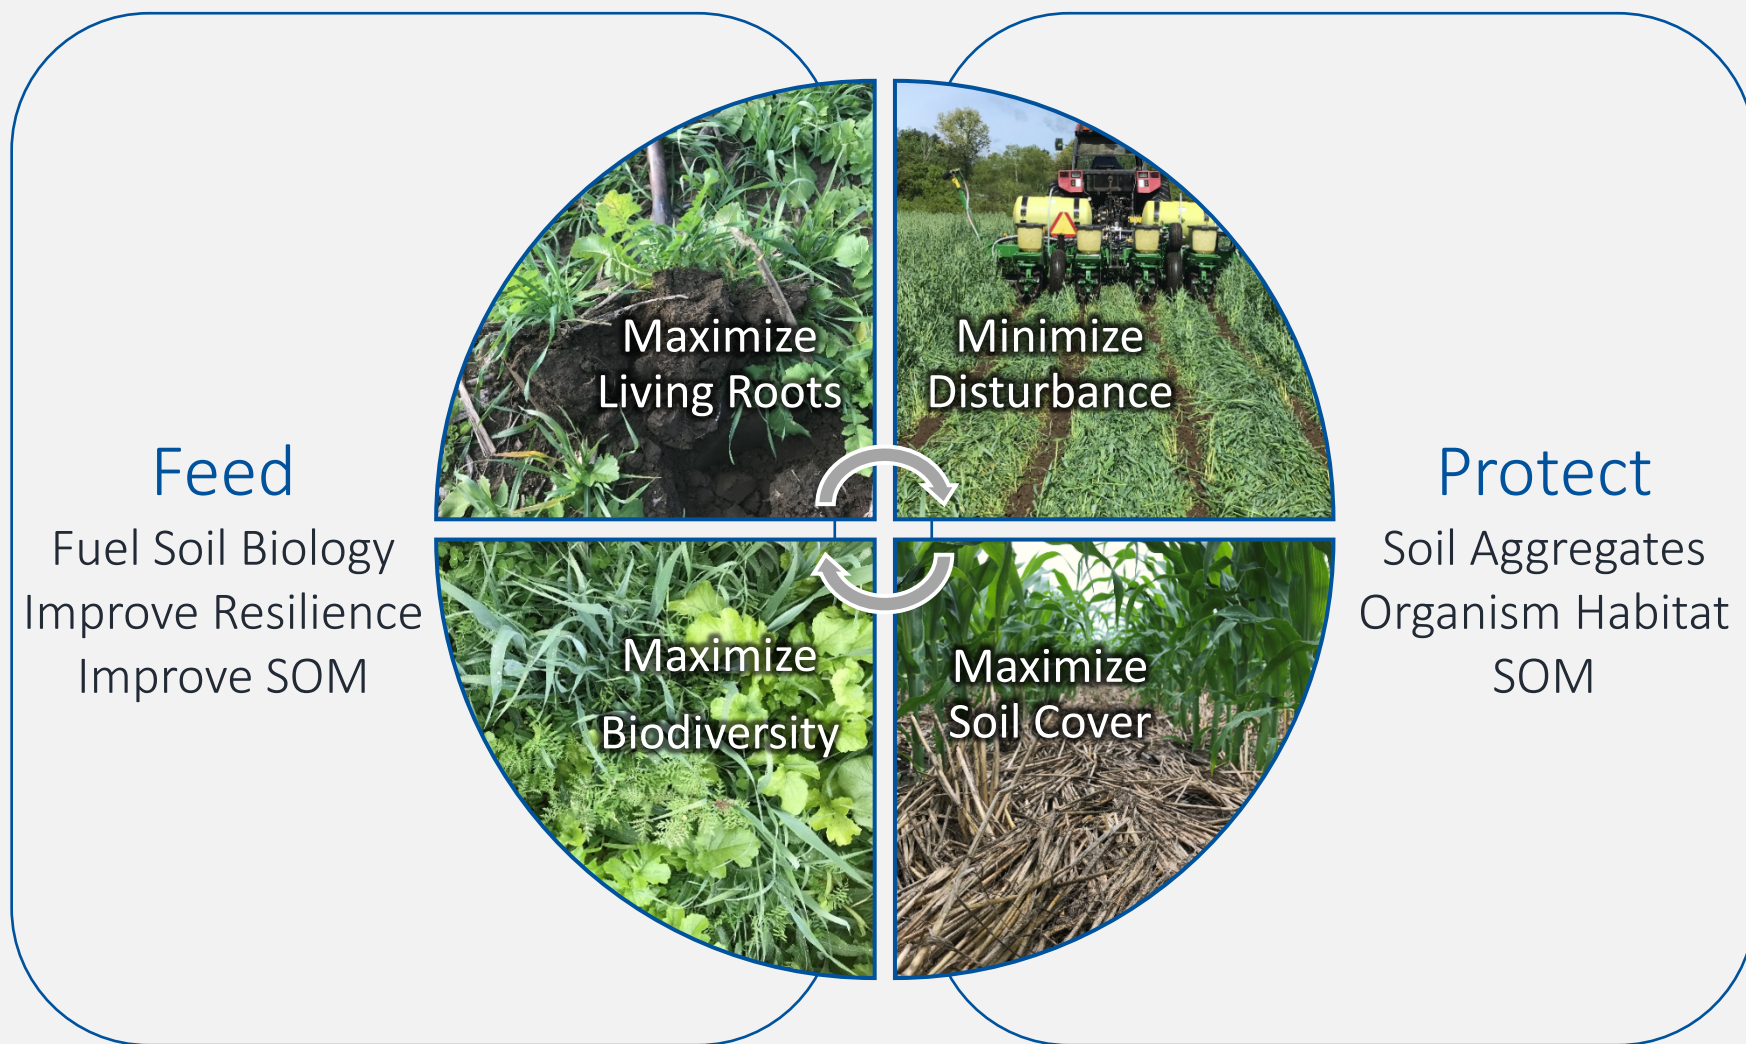 Feed
Fuel Soil Biology
Improve Resilience
Improve SOM
Maximize
Living Roots
Minimize
Disturbance
Maximize
Biodiversity
Maximize
Soil Cover
Protect
Soil Aggregates
Organism Habitat
SOM